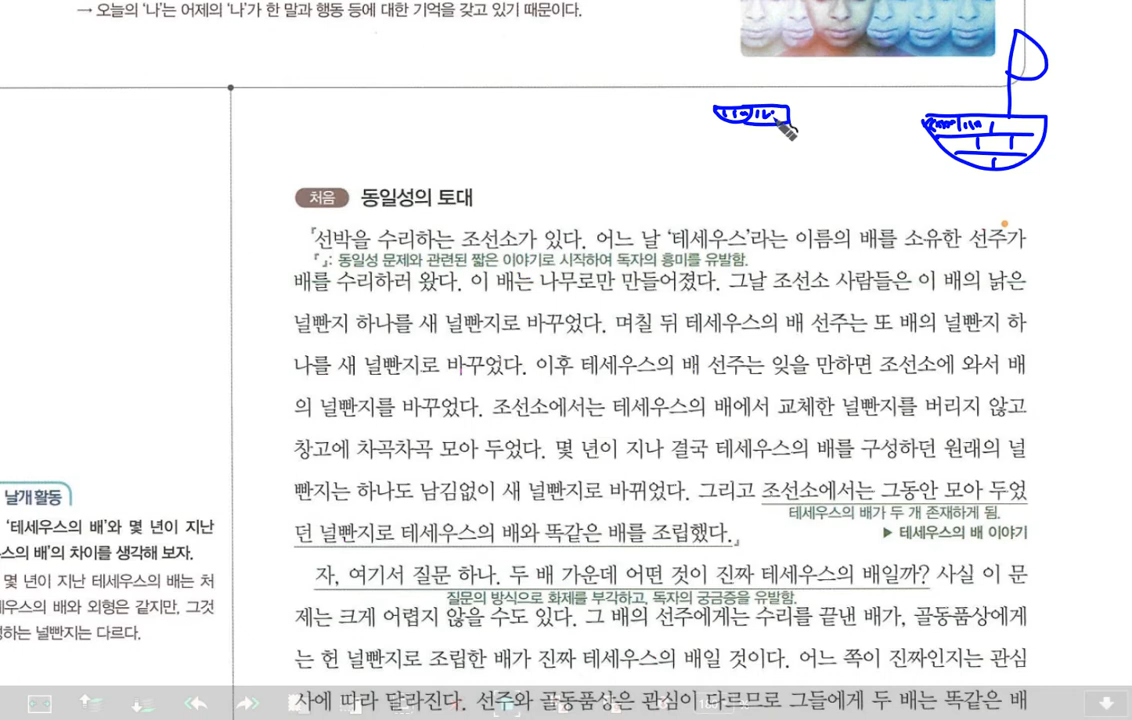 → 오늘의 '나'는 어제의 '나'가 한 말과 행동 등에 대한 기억을 갖고 있기 때문이다.
처음 동일성의 토대
『선박을 수리하는 조선소가 있다. 어느 날 '테세우스'라는 이름의 배를 소유한 선주가
『』: 동일성 문제와 관련된 짧은 이야기로 시작하여 독자의 흥미를 유발함.
배를 수리하러 왔다. 이 배는 나무로만 만들어졌다. 그날 조선소 사람들은 이 배의 낡은
널빤지 하나를 새 널빤지로 바꾸었다. 며칠 뒤 테세우스의 배 선주는 또 배의 널빤지 하
나를 새 널빤지로 바꾸었다. 이후 테세우스의 배 선주는 잊을 만하면 조선소에 와서 배
의 널빤지를 바꾸었다. 조선소에서는 테세우스의 배에서 교체한 널빤지를 버리지 않고
창고에 차곡차곡 모아 두었다. 몇 년이 지나 결국 테세우스의 배를 구성하던 원래의 널
빤지는 하나도 남김없이 새 널빤지로 바뀌었다. 그리고 조선소에서는 그동안 모아 두었
테세우스의 배가 두 개 존재하게 됨.
던 널빤지로 테세우스의 배와 똑같은 배를 조립했다.』
▶ 테세우스의 배 이야기
자, 여기서 질문 하나. 두 배 가운데 어떤 것이 진짜 테세우스의 배일까? 사실 이 문
질문의 방식으로 화제를 부각하고, 독자의 궁금증을 유발함.
제는 크게 어렵지 않을 수도 있다. 그 배의 선주에게는 수리를 끝낸 배가, 골동품상에게
는 헌 널빤지로 조립한 배가 진짜 테세우스의 배일 것이다. 어느 쪽이 진짜인지는 관심
사에 따라 달라진다. 선주와 골동품상은 관심이 다르므로 그들에게 두 배는 똑같은 배
날개 활동
'테세우스의 배'와 몇 년이 지난
스의 배'의 차이를 생각해 보자.
몇 년이 지난 테세우스의 배는 처
세우스의 배와 외형은 같지만, 그것
하는 널빤지는 다르다.